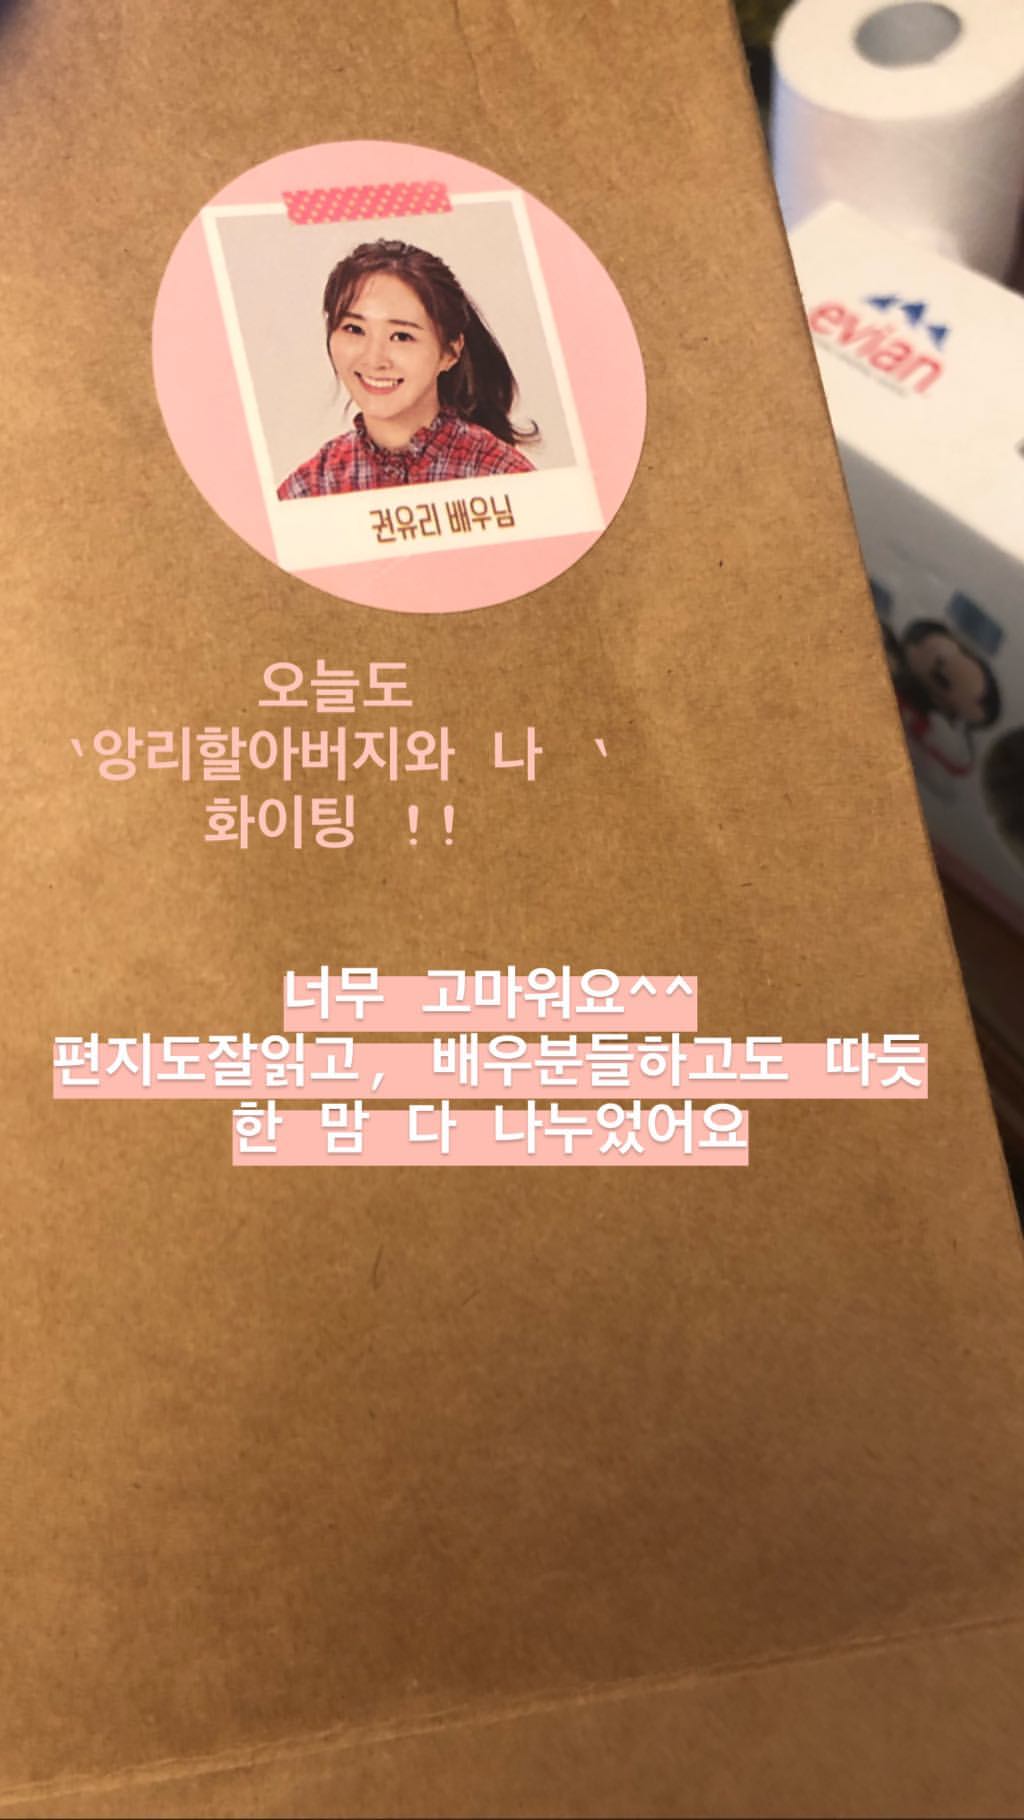 권유리 배우님
evian
오늘도
‵앙리할아버지와 나 ‵
화이팅 !!
너무 고마워요^^
편지도잘읽고, 배우분들하고도 따듯
한 맘 다 나누었어요